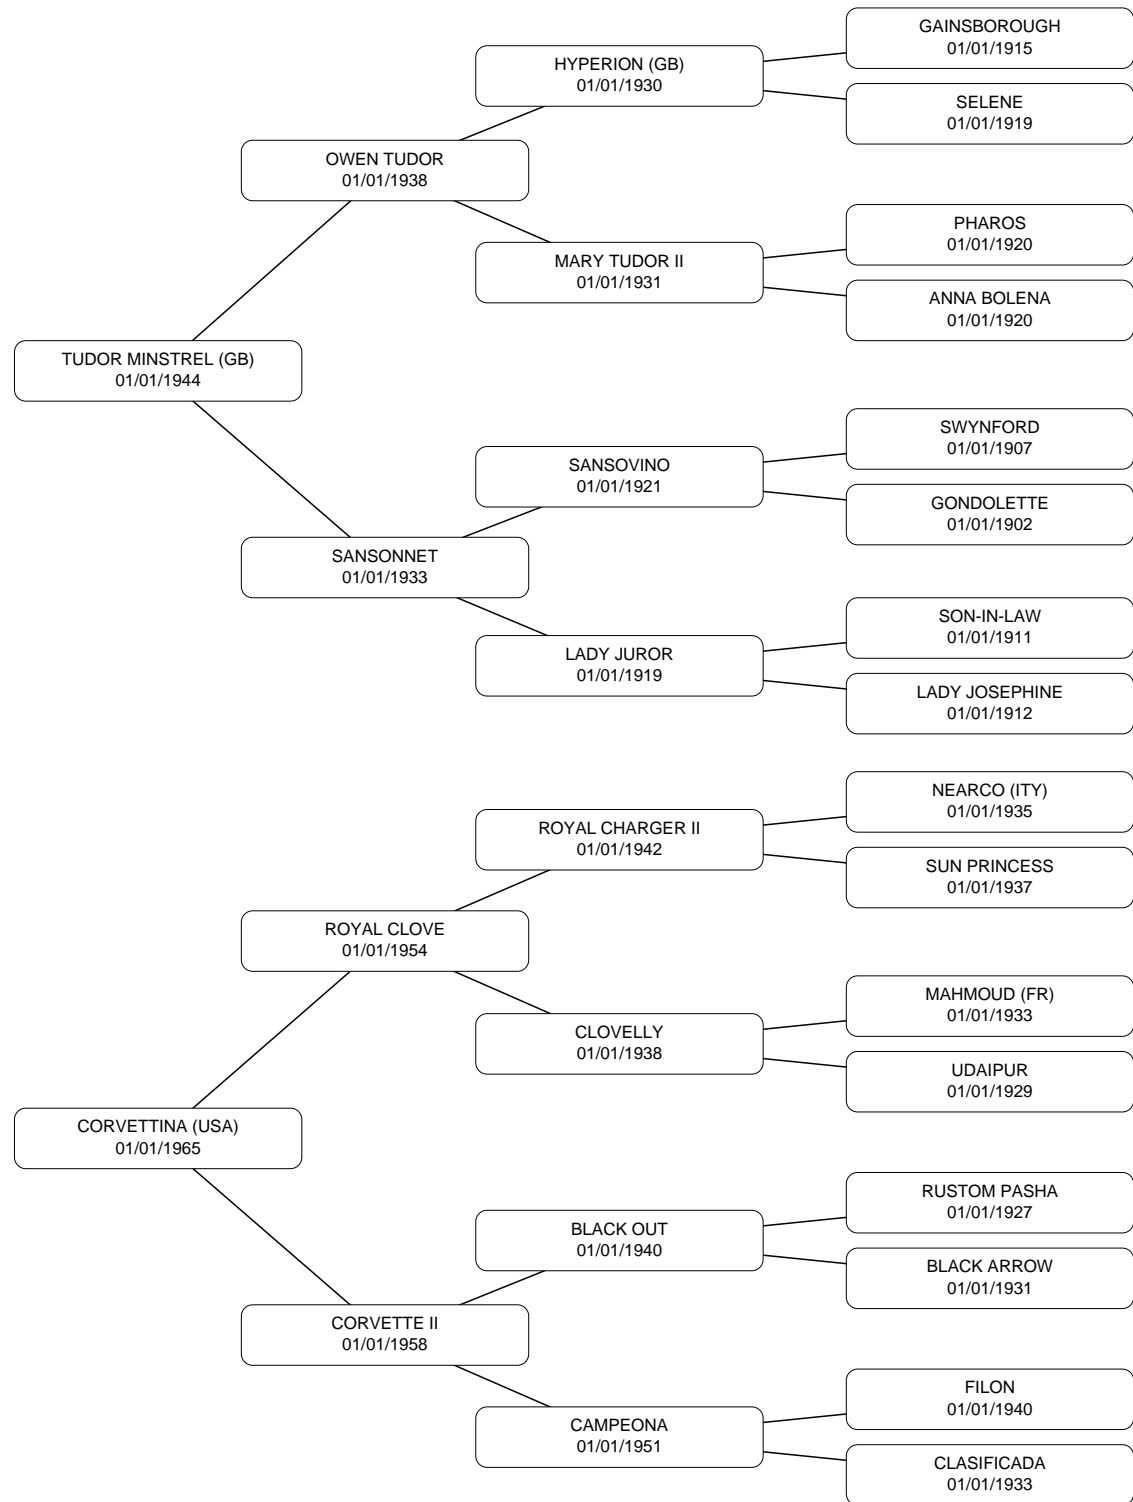 GAINSBOROUGH
01/01/1915
HYPERION (GB)
01/01/1930
SELENE
01/01/1919
OWEN TUDOR
01/01/1938
PHAROS
01/01/1920
MARY TUDOR II
01/01/1931
ANNA BOLENA
01/01/1920
TUDOR MINSTREL (GB)
01/01/1944
SWYNFORD
01/01/1907
SANSOVINO
01/01/1921
GONDOLETTE
01/01/1902
SANSONNET
01/01/1933
SON-IN-LAW
01/01/1911
LADY JUROR
01/01/1919
LADY JOSEPHINE
01/01/1912
NEARCO (ITY)
01/01/1935
ROYAL CHARGER II
01/01/1942
SUN PRINCESS
01/01/1937
ROYAL CLOVE
01/01/1954
MAHMOUD (FR)
01/01/1933
CLOVELLY
01/01/1938
UDAIPUR
01/01/1929
CORVETTINA (USA)
01/01/1965
RUSTOM PASHA
01/01/1927
BLACK OUT
01/01/1940
BLACK ARROW
01/01/1931
CORVETTE II
01/01/1958
FILON
01/01/1940
CAMPEONA
01/01/1951
CLASIFICADA
01/01/1933